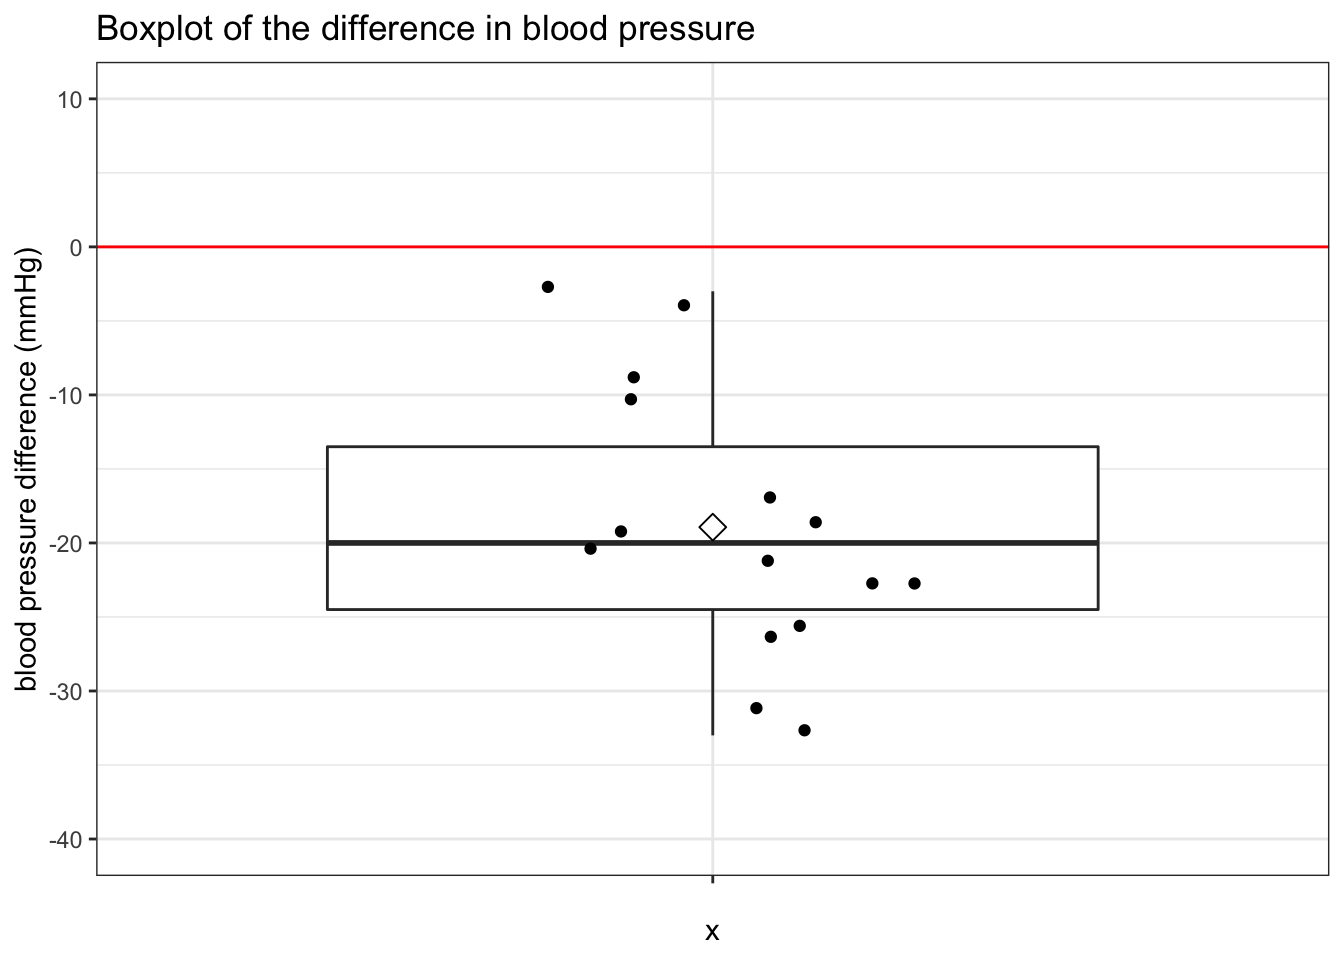 Boxplot of the difference in blood pressure
blood pressure difference (mmHg)
10
0
-10
-20
-30
-40
x